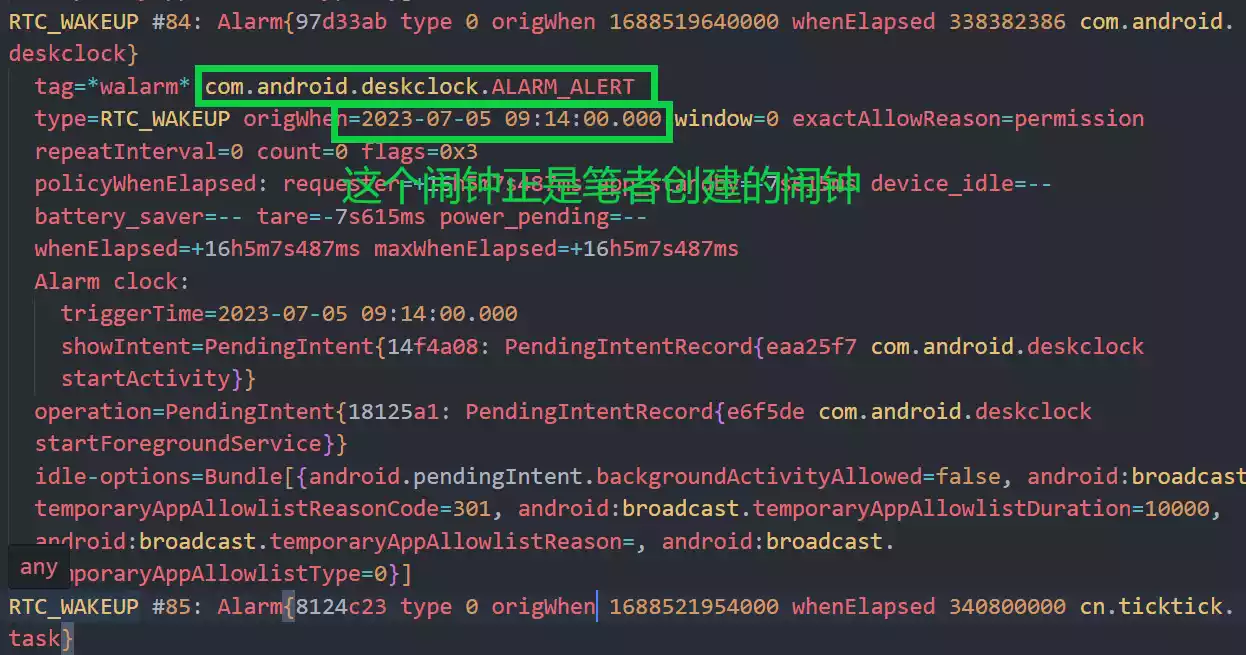 RTC_WAKEUP #84: Alarm{97d33ab type 0 origWhen 1688519640000 whenElapsed 338382386 com.android.
deskclock}
tag=*walarm* com.android.deskclock.ALARM_ALERT
type=RTC_WAKEUP origWhen=2023-07-05 09:14:00.000 window=0 exactAllowReason=permission
repeatInterval=0 count=0 flags=0x3
这个闹钟正是笔者创建的闹钟
policyWhenElapsed: requester=+16h5m7s487ms app_standby=-7s615ms device_idle=--
battery_saver=-- tare=-7s615ms power_pending=--
whenElapsed=+16h5m7s487ms maxWhenElapsed=+16h5m7s487ms
Alarm clock:
triggerTime=2023-07-05 09:14:00.000
showIntent=PendingIntent{14f4a08: PendingIntentRecord{eaa25f7 com.android.deskclock
startActivity}}
operation=PendingIntent{18125a1: PendingIntentRecord{e6f5de com.android.deskclock
startForegroundService}}
idle-options=Bundle[{android.pendingIntent.backgroundActivityAllowed=false, android:broadcast
temporaryAppAllowlistReasonCode=301, android:broadcast.temporaryAppAllowlistDuration=10000,
android:broadcast.temporaryAppAllowlistReason=, android:broadcast.
any
mporaryAppAllowlistType=0}]
RTC_WAKEUP #85: Alarm{8124c23 type 0 origWhen 1688521954000 whenElapsed 340800000 cn.ticktick.
task}